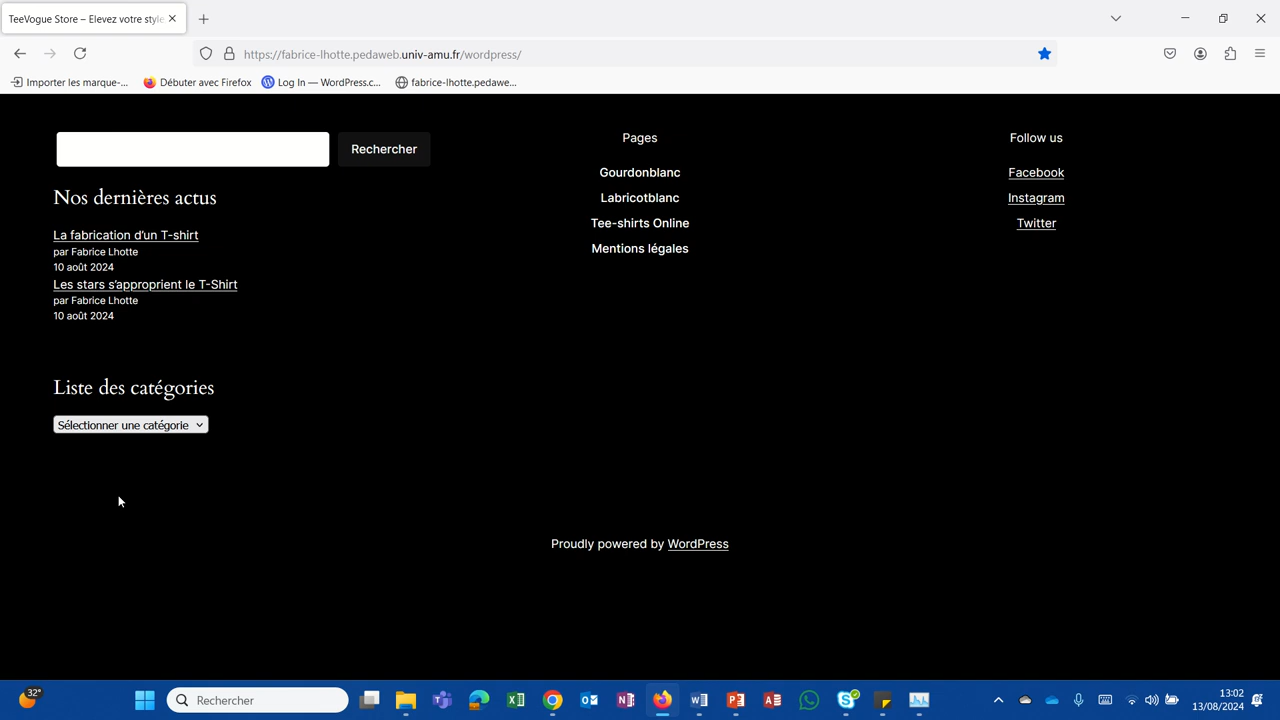 TeeVogue Store – Elevez votre style
https://fabrice-lhotte.pedaweb.univ-amu.fr/wordpress/
Importer les marque-... Débuter avec Firefox Log In — WordPress.c... fabrice-lhotte.pedawe...
Rechercher
Nos dernières actus
La fabrication d'un T-shirt
par Fabrice Lhotte
10 août 2024
Les stars s'approprient le T-Shirt
par Fabrice Lhotte
10 août 2024
Liste des catégories
Sélectionner une catégorie
Pages
Gourdonblanc
Labricotblanc
Tee-shirts Online
Mentions légales
Follow us
Facebook
Instagram
Twitter
Proudly powered by WordPress
32°
Rechercher
13:02
13/08/2024